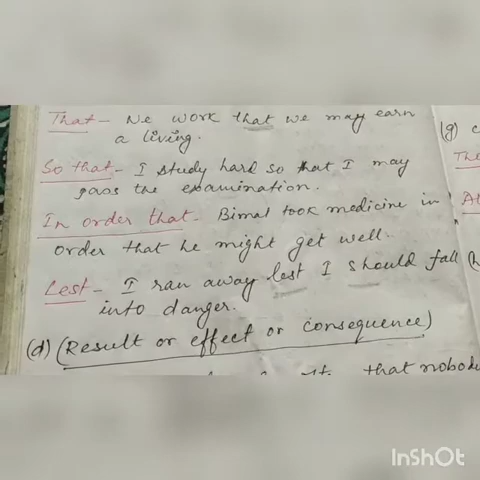 That - We work that we may earn
a living.
So that - I study hard so that I may
pass the examination.
In order that - Bimal took medicine in
order that he might get well.
Lest - I ran away lest I should fall
into danger.
(d) (Result or effect or consequence)
that nobody
(g) c
The
At
(h)
InShOt